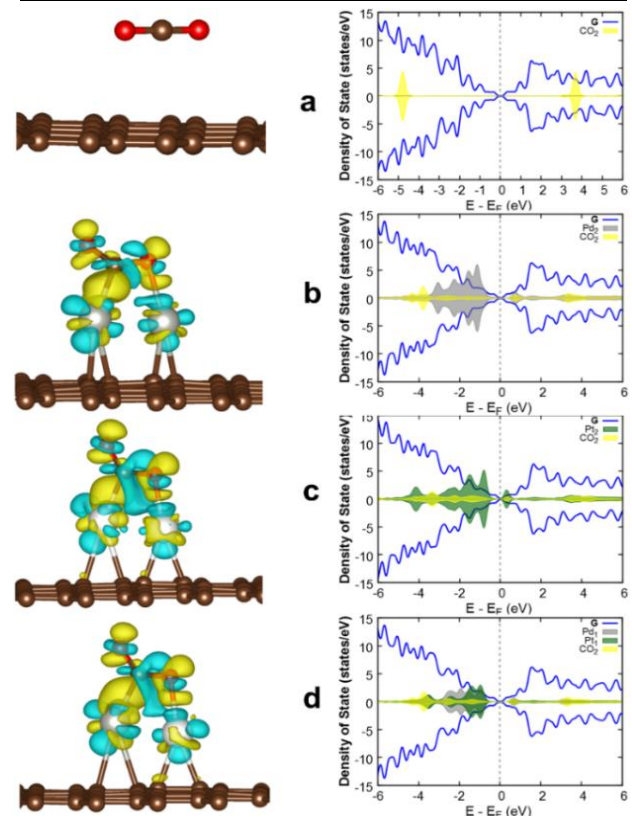 a
Density of State (states/eV)
15
10
5
0
-5
-10
-15
G
CO2
-6 -5 -4 -3 -2 -1 0 1 2 3 4 5 6
E - EF (eV)
b
Density of State (states/eV)
15
10
5
0
-5
-10
-15
G
Pd2
CO2
-6 -4 -2 0 2 4 6
E - EF (eV)
c
Density of State (states/eV)
15
10
5
0
-5
-10
-15
G
Pt2
CO2
-6 -4 -2 0 2 4 6
E - EF (eV)
d
Density of State (states/eV)
15
10
5
0
-5
-10
-15
G
Pd1
Pt1
CO2
-6 -4 -2 0 2 4 6
E - EF (eV)